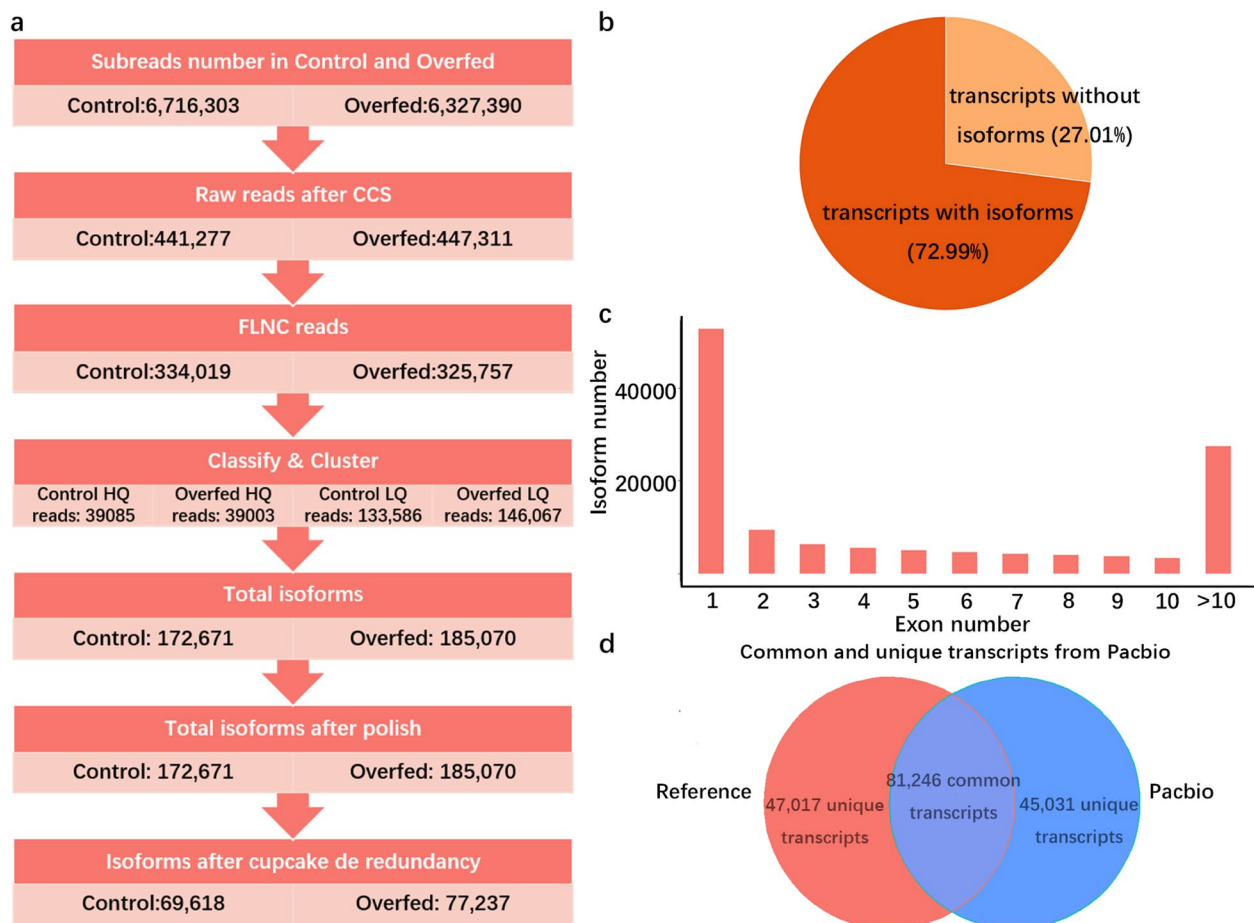 a
Subreads number in Control and Overfed
Control:6,716,303
Overfed:6,327,390
Raw reads after CCS
Control:441,277
Overfed:447,311
FLNC reads
Control:334,019
Overfed:325,757
Classify & Cluster
Control HQ
reads: 39085
Overfed HQ
reads: 39003
Control LQ
reads: 133,586
Overfed LQ
reads: 146,067
Total isoforms
Control: 172,671
Overfed: 185,070
Total isoforms after polish
Control: 172,671
Overfed: 185,070
Isoforms after cupcake de redundancy
Control:69,618
Overfed: 77,237
b
transcripts without
isoforms (27.01%)
transcripts with isoforms
(72.99%)
c
Isoform number
40000
20000
1 2 3 4 5 6 7 8 9 10 >10
Exon number
d
Common and unique transcripts from Pacbio
Reference
47,017 unique
transcripts
81,246 common
transcripts
45,031 unique
transcripts
Pacbio